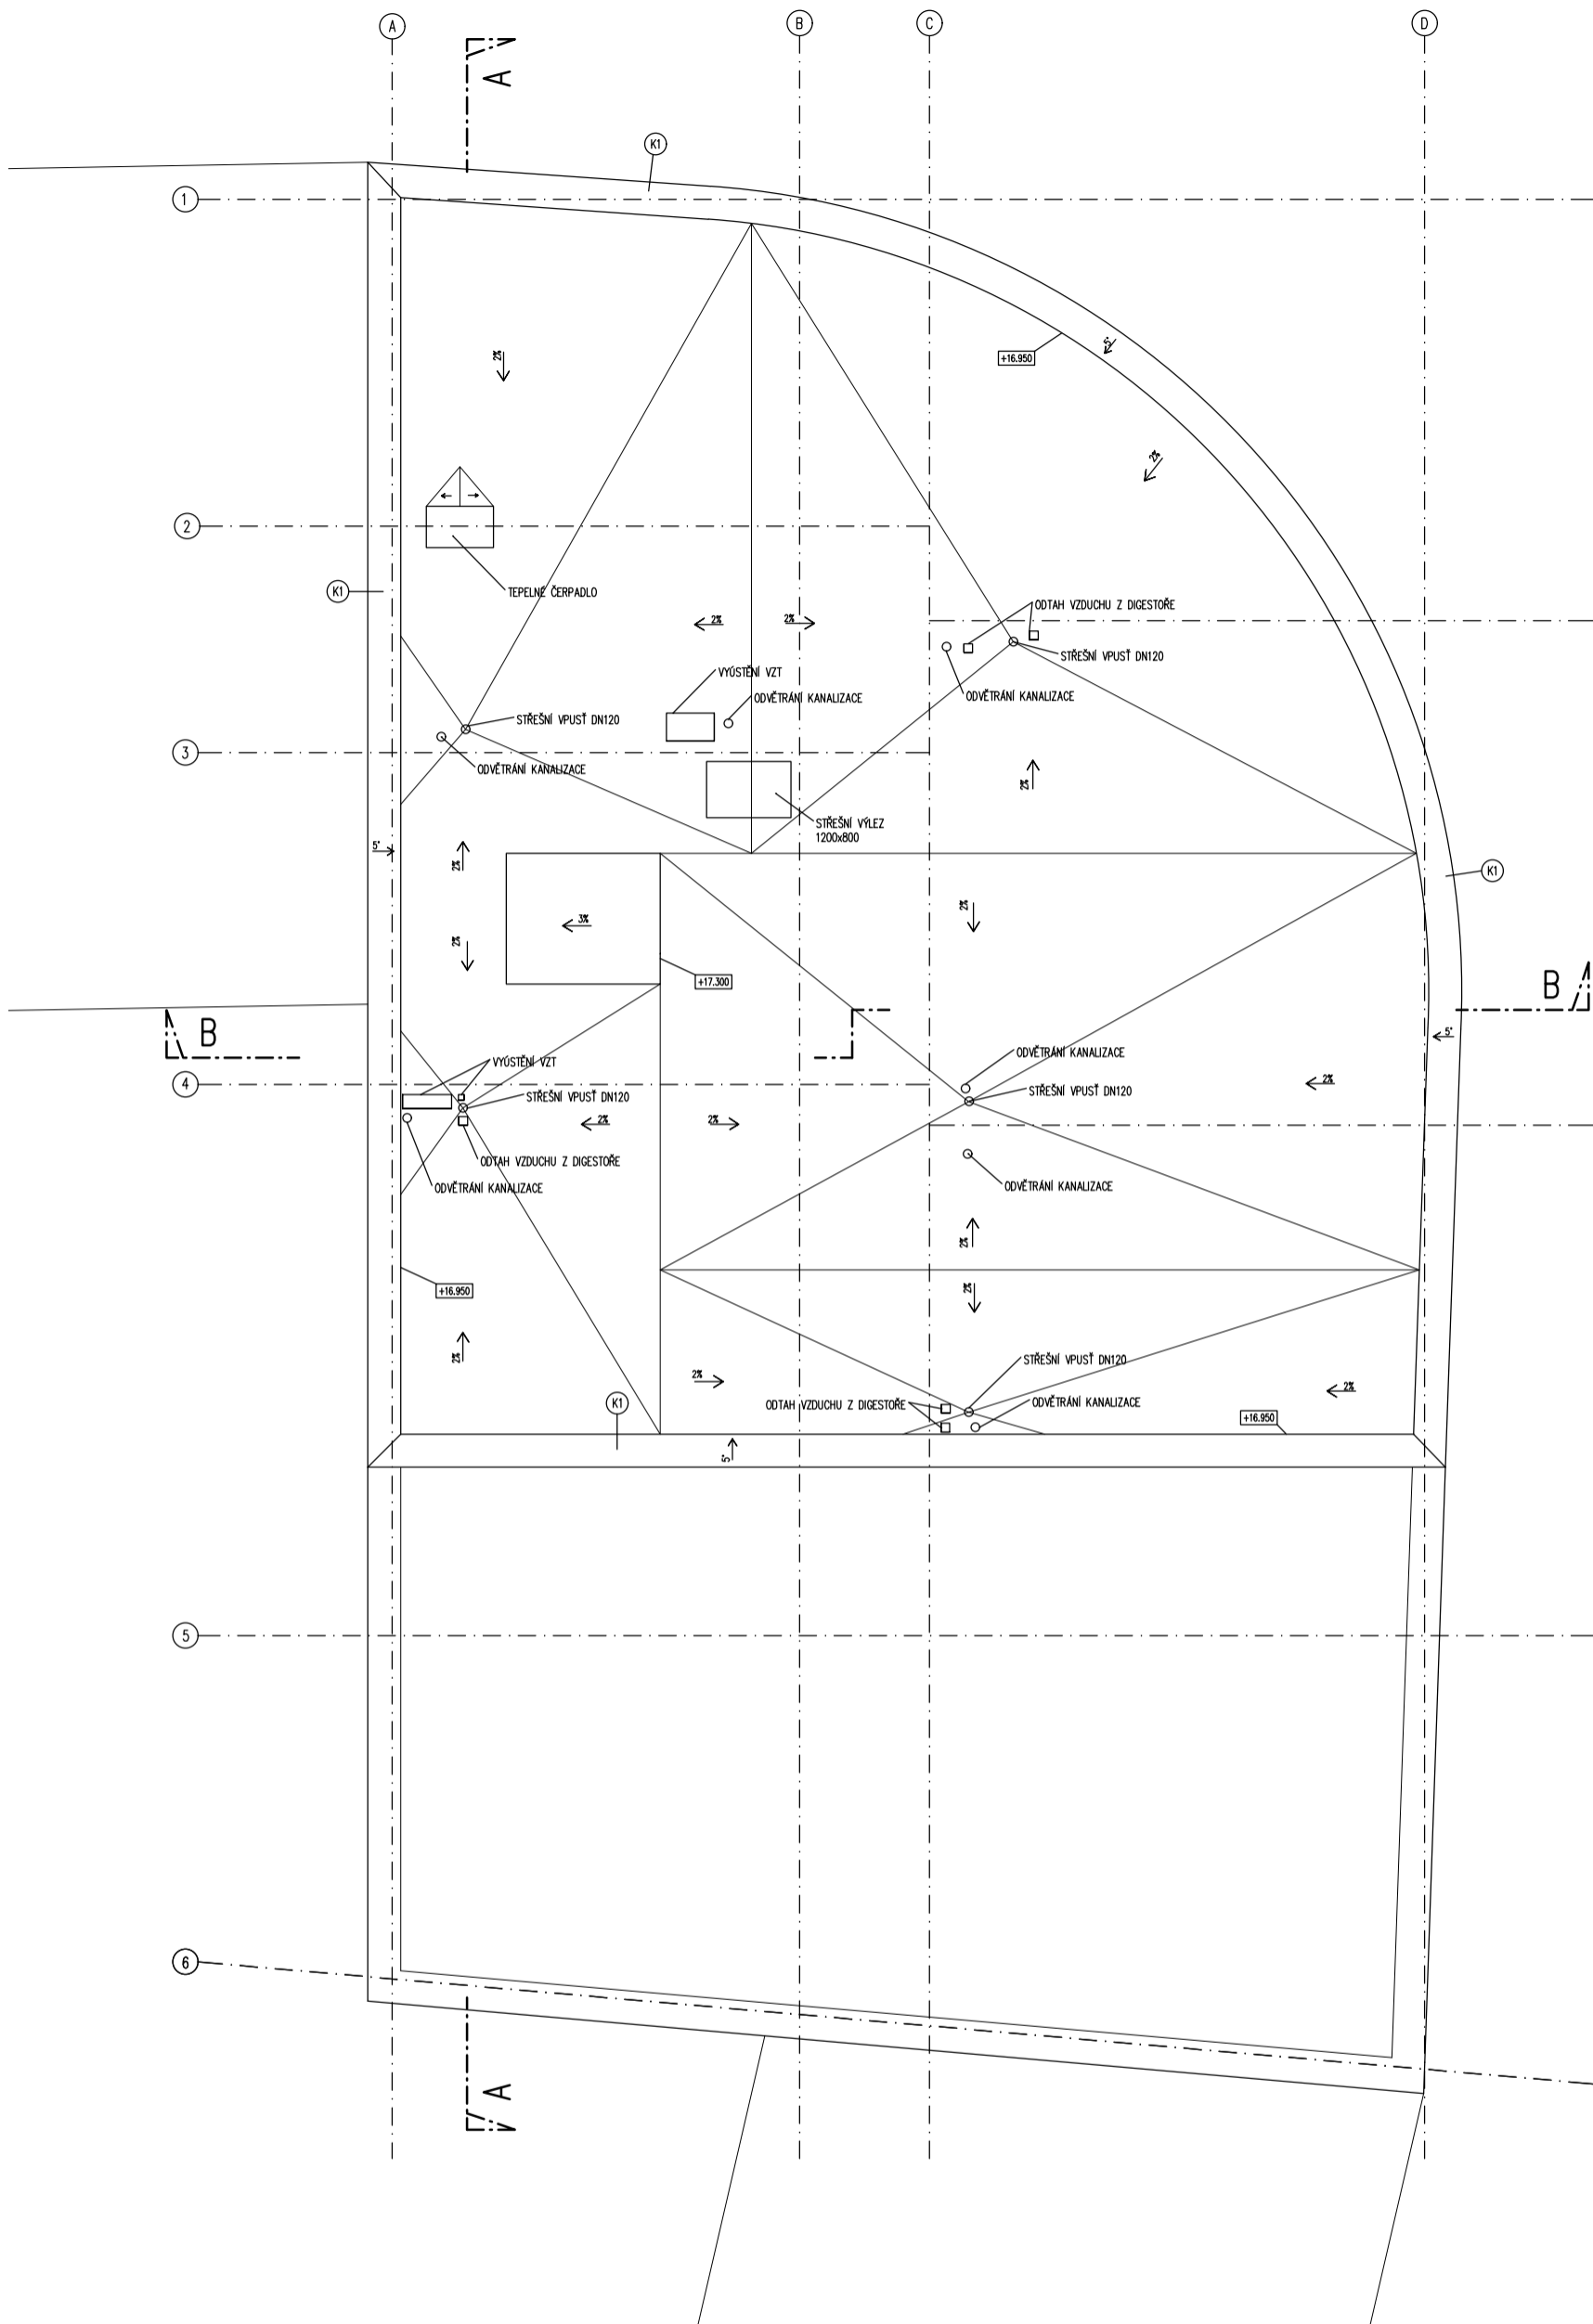 A
B
C
D
A
K1
1
+16.950
5°
2%
2%
2
K1
TEPELNÉ ČERPADLO
ODTAH VZDUCHU Z DIGESTOŘE
2%
2%
STŘEŠNÍ VPUSŤ DN120
VYÚSTĚNÍ VZT
ODVĚTRÁNÍ KANALIZACE
ODVĚTRÁNÍ KANALIZACE
STŘEŠNÍ VPUSŤ DN120
3
ODVĚTRÁNÍ KANALIZACE
2%
STŘEŠNÍ VÝLEZ
1200x800
5°
2%
K1
3%
2%
2%
+17.300
B
B
5°
ODVĚTRÁNÍ KANALIZACE
VYÚSTĚNÍ VZT
4
2%
STŘEŠNÍ VPUSŤ DN120
STŘEŠNÍ VPUSŤ DN120
2%
2%
ODTAH VZDUCHU Z DIGESTOŘE
ODVĚTRÁNÍ KANALIZACE
ODVĚTRÁNÍ KANALIZACE
2%
+16.950
2%
2%
STŘEŠNÍ VPUSŤ DN120
2%
2%
K1
ODTAH VZDUCHU Z DIGESTOŘE
ODVĚTRÁNÍ KANALIZACE
+16.950
5°
5
6
A